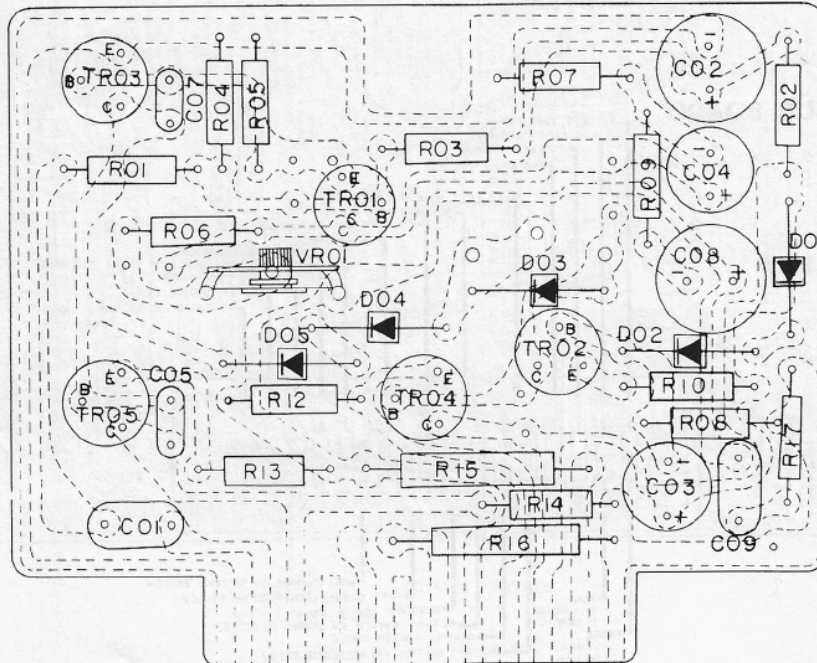 E
B TR03
C
C07
R04
R05
R07
C02
-
+
R02
R01
R03
R09
-
C04
+
E
TR01
C B
R06
VR01
C08
- +
D0
D03
D04
B
TR02
C E
D02
D05
E
B TR05
C
C05
R12
E
TR04
B
C
R10
R08
R17
R13
R15
-
C03
+
R14
C01
R16
C09